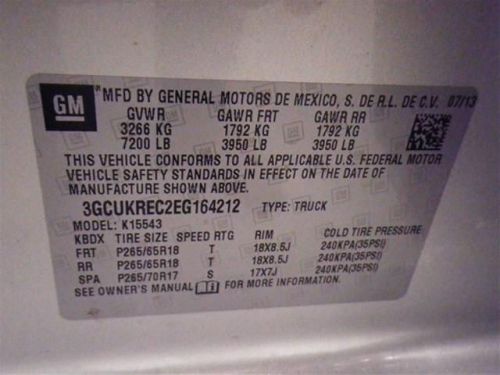 GM MFD BY GENERAL MOTORS DE MEXICO, S. DE R.L. DE C.V. 07/13
GVWR GAWR FRT GAWR RR
3266 KG 1792 KG 1792 KG
7200 LB 3950 LB 3950 LB
THIS VEHICLE CONFORMS TO ALL APPLICABLE U.S. FEDERAL MOTOR
VEHICLE SAFETY STANDARDS IN EFFECT ON THE DATE OF
MANUFACTURE SHOWN ABOVE.
3GCUKREC2EG164212 TYPE: TRUCK
MODEL: K15543
KBDX TIRE SIZE SPEED RTG RIM COLD TIRE PRESSURE
FRT P265/65R18 T 18X8.5J 240KPA(35PSI)
RR P265/65R18 T 18X8.5J 240KPA(35PSI)
SPA P265/70R17 S 17X7J 240KPA(35PSI)
SEE OWNER'S MANUAL FOR MORE INFORMATION.